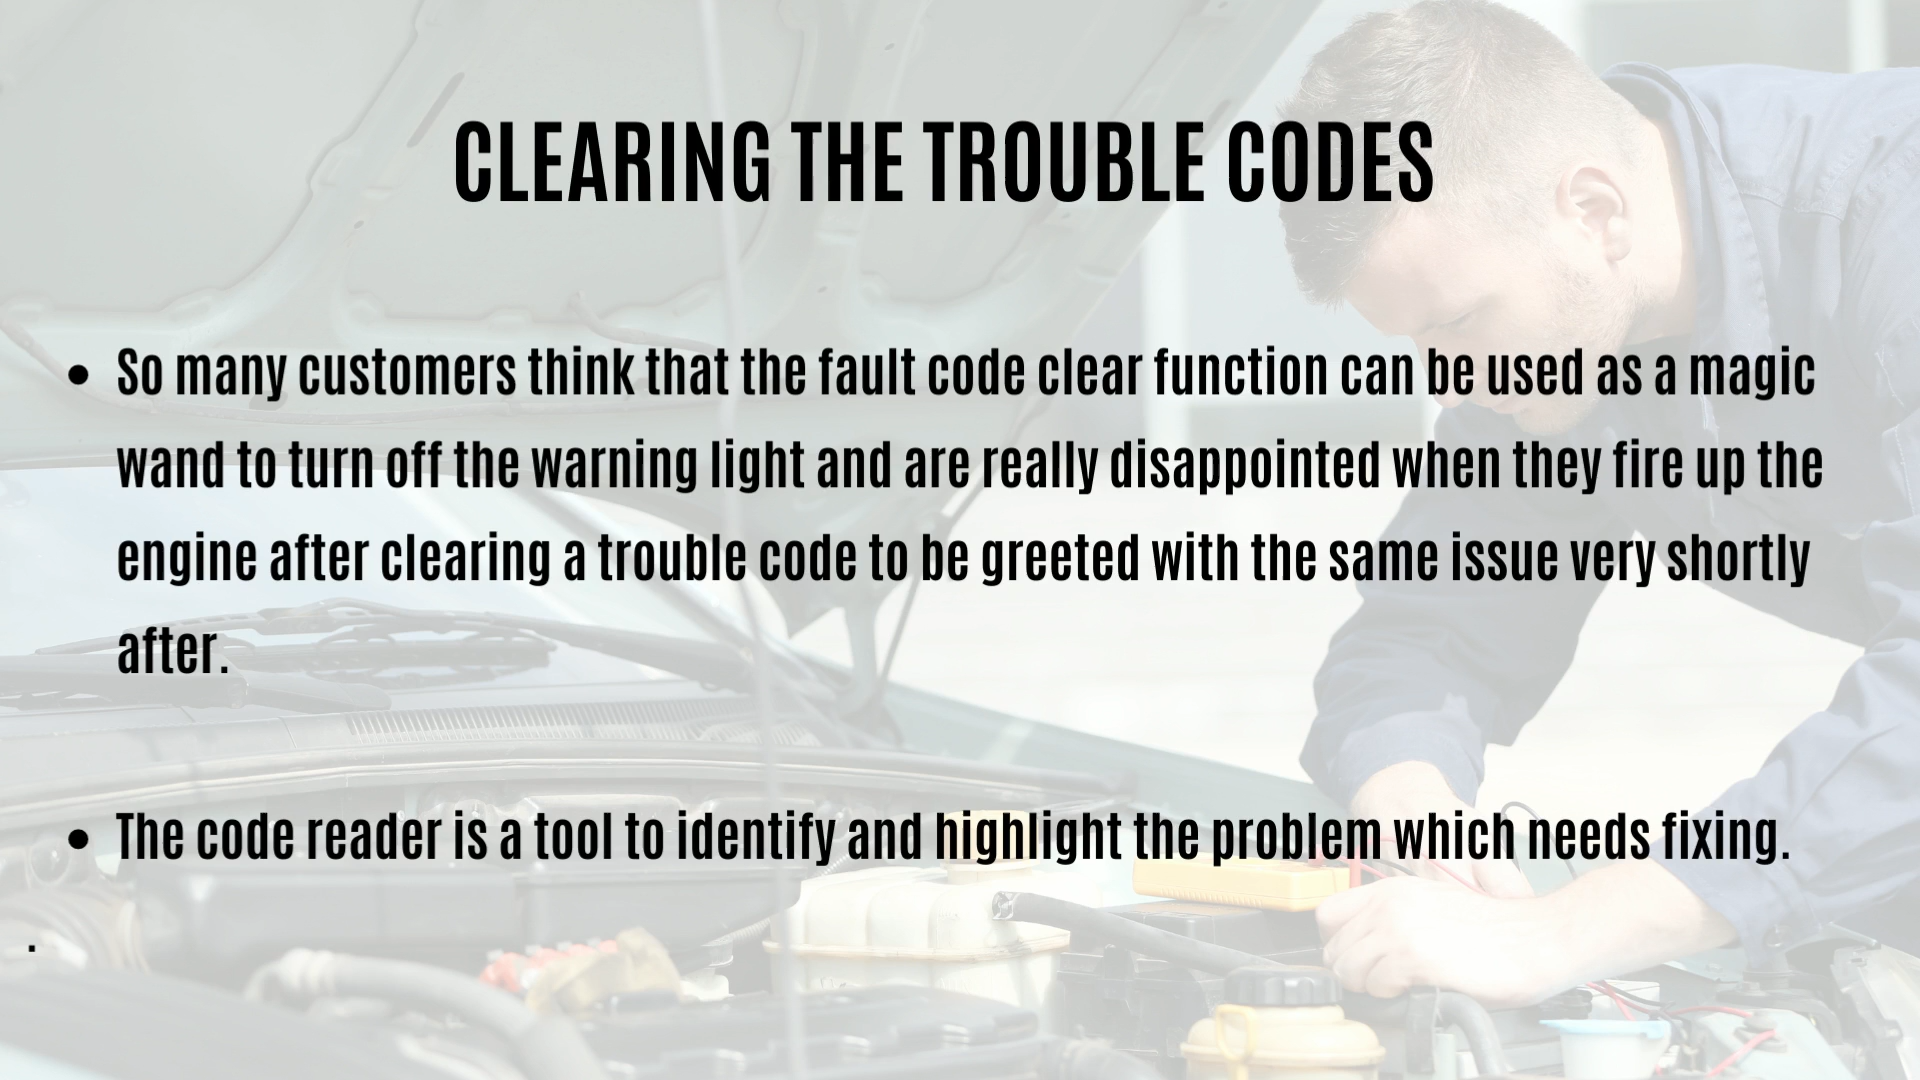 CLEARING THE TROUBLE CODES
• So many customers think that the fault code clear function can be used as a magic
wand to turn off the warning light and are really disappointed when they fire up the
engine after clearing a trouble code to be greeted with the same issue very shortly
after.
• The code reader is a tool to identify and highlight the problem which needs fixing.
.